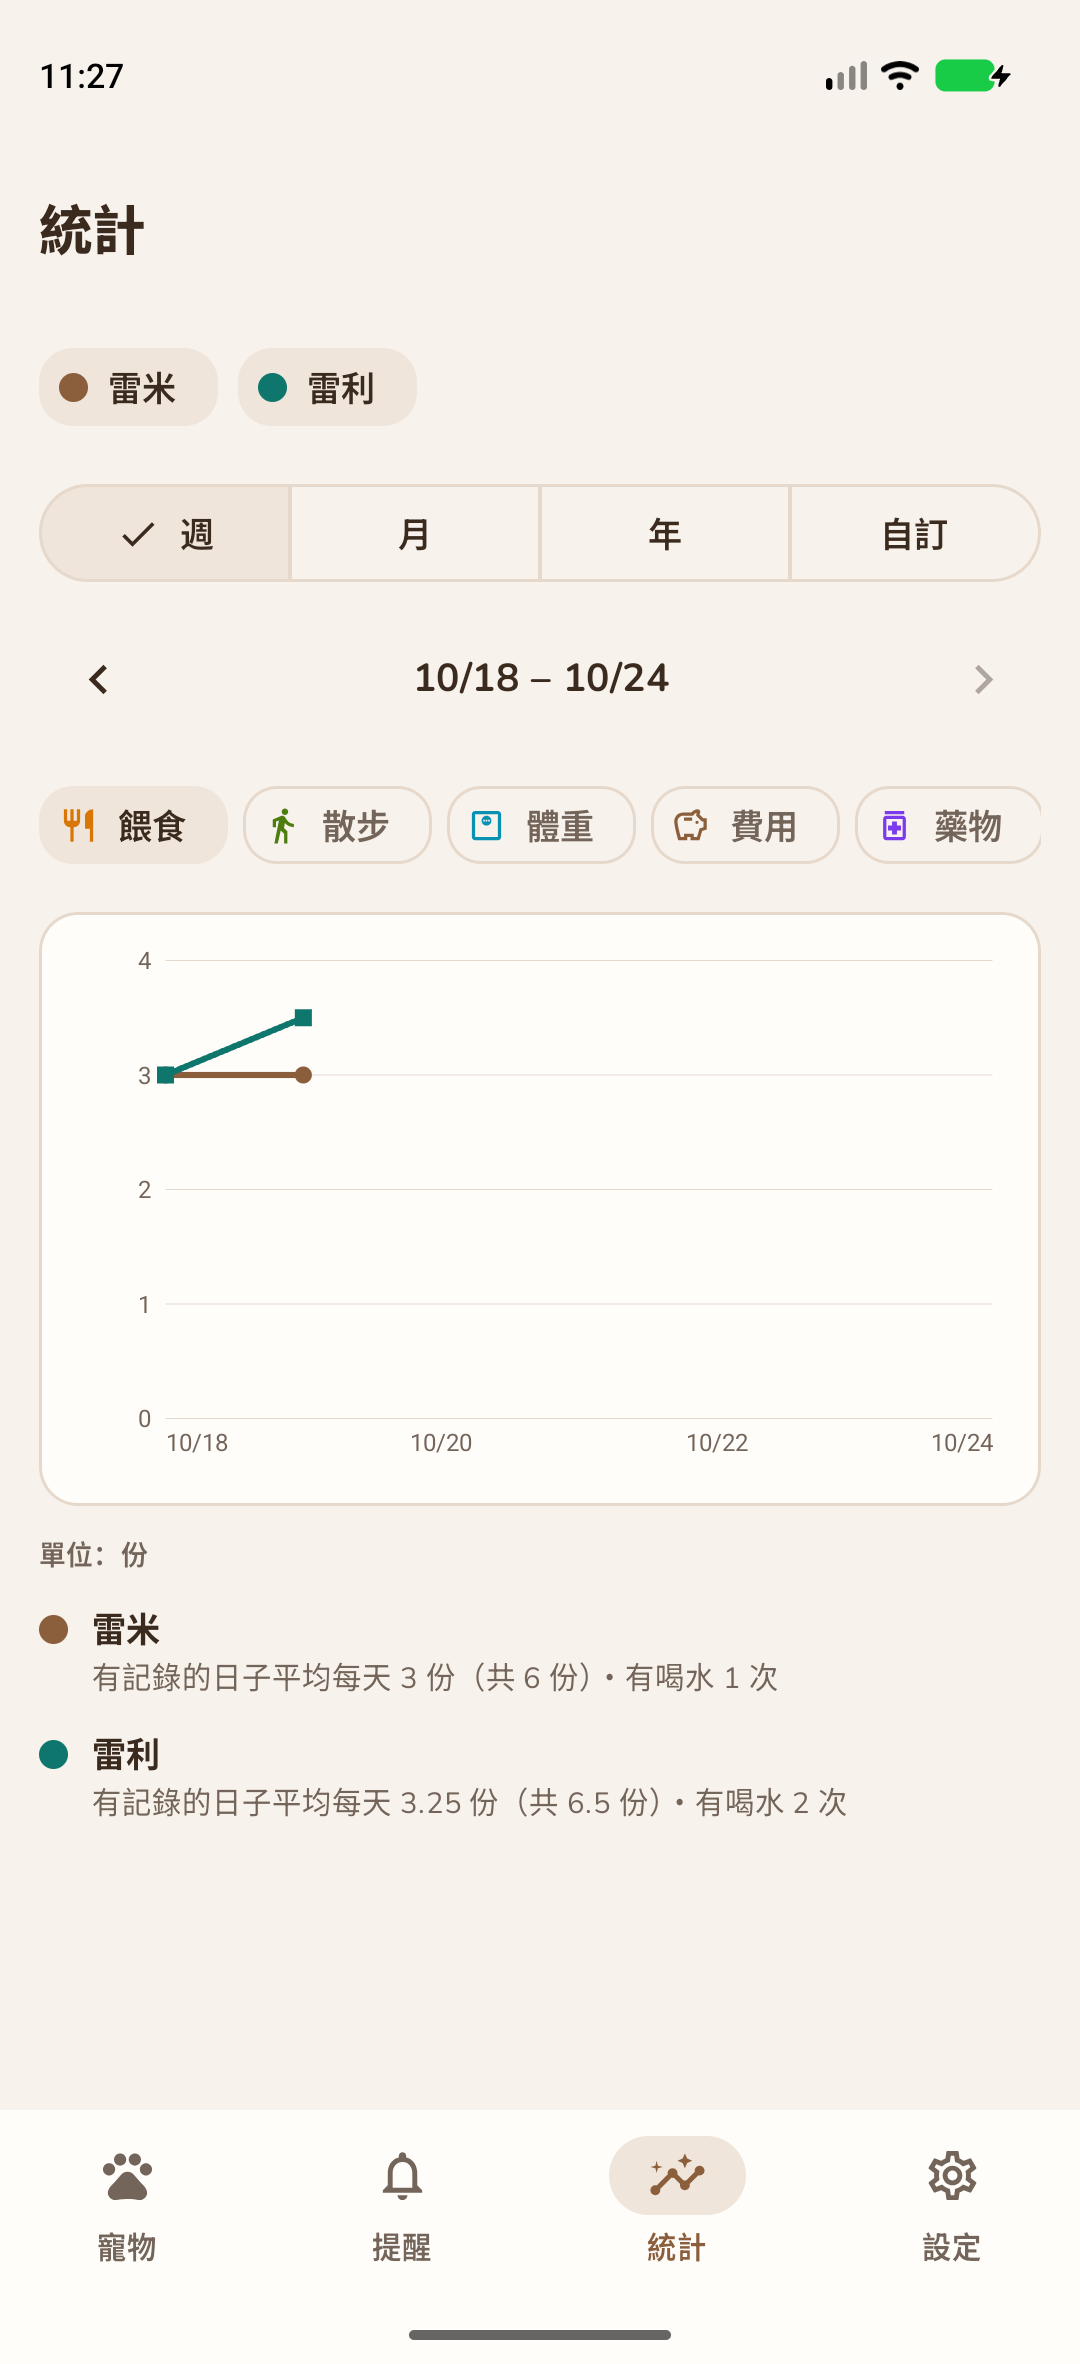 11:27
統計
雷米 雷利
週 月 年 自訂
10/18 – 10/24
餵食 散步 體重 費用 藥物
4
3
2
1
0
10/18 10/20 10/22 10/24
單位：份
雷米
有記錄的日子平均每天 3 份（共 6 份）・有喝水 1 次
雷利
有記錄的日子平均每天 3.25 份（共 6.5 份）・有喝水 2 次
寵物 提醒 統計 設定